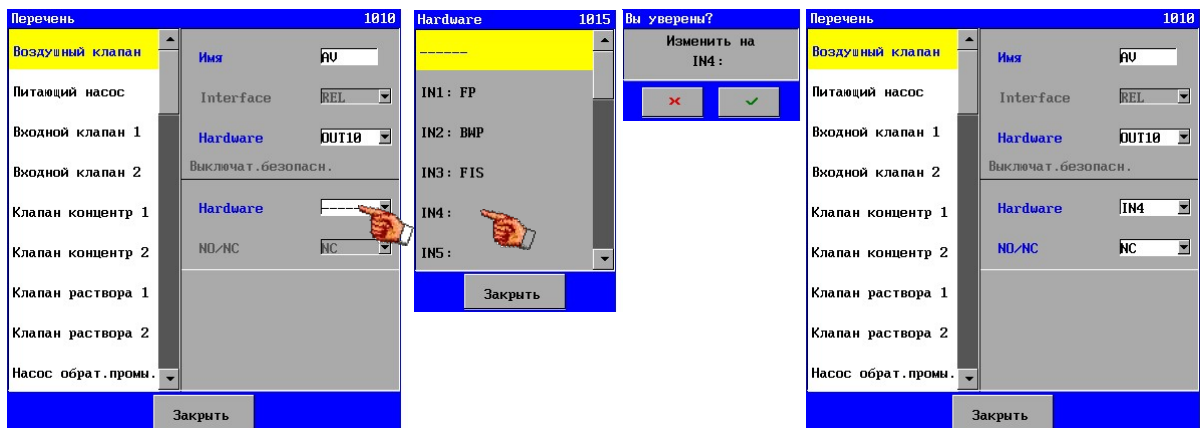 Перечень 1010
Воздушный клапан
Питающий насос
Входной клапан 1
Входной клапан 2
Клапан концентр 1
Клапан концентр 2
Клапан раствора 1
Клапан раствора 2
Насос обрат.промы.
Имя AV
Interface REL
Hardware OUT10
Выключат.безопасн.
Hardware ------
NO/NC NC
Закрыть
Hardware 1015
------
IN1: FP
IN2: BWP
IN3: FIS
IN4:
IN5:
Закрыть
Вы уверены?
Изменить на
IN4:
Перечень 1010
Воздушный клапан
Питающий насос
Входной клапан 1
Входной клапан 2
Клапан концентр 1
Клапан концентр 2
Клапан раствора 1
Клапан раствора 2
Насос обрат.промы.
Имя AV
Interface REL
Hardware OUT10
Выключат.безопасн.
Hardware IN4
NO/NC NC
Закрыть